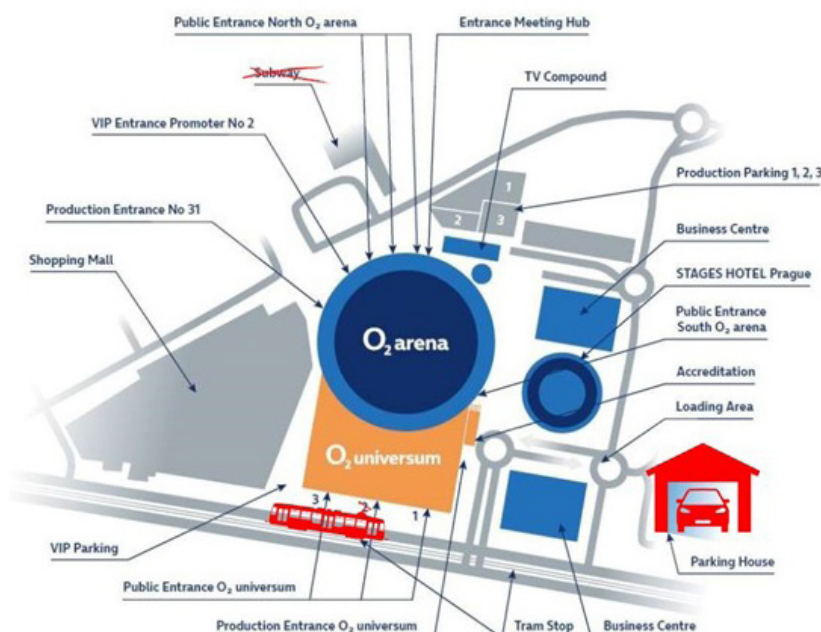 Public Entrance North O₂ arena
Entrance Meeting Hub
Subway
TV Compound
VIP Entrance Promoter No 2
Production Parking 1, 2, 3
1
2
3
Production Entrance No 31
Business Centre
Shopping Mall
STAGES HOTEL Prague
Public Entrance
South O₂ arena
O₂ arena
Accreditation
Loading Area
O₂ universum
3
2
1
VIP Parking
Parking House
Public Entrance O₂ universum
Production Entrance O₂ universum
Tram Stop
Business Centre